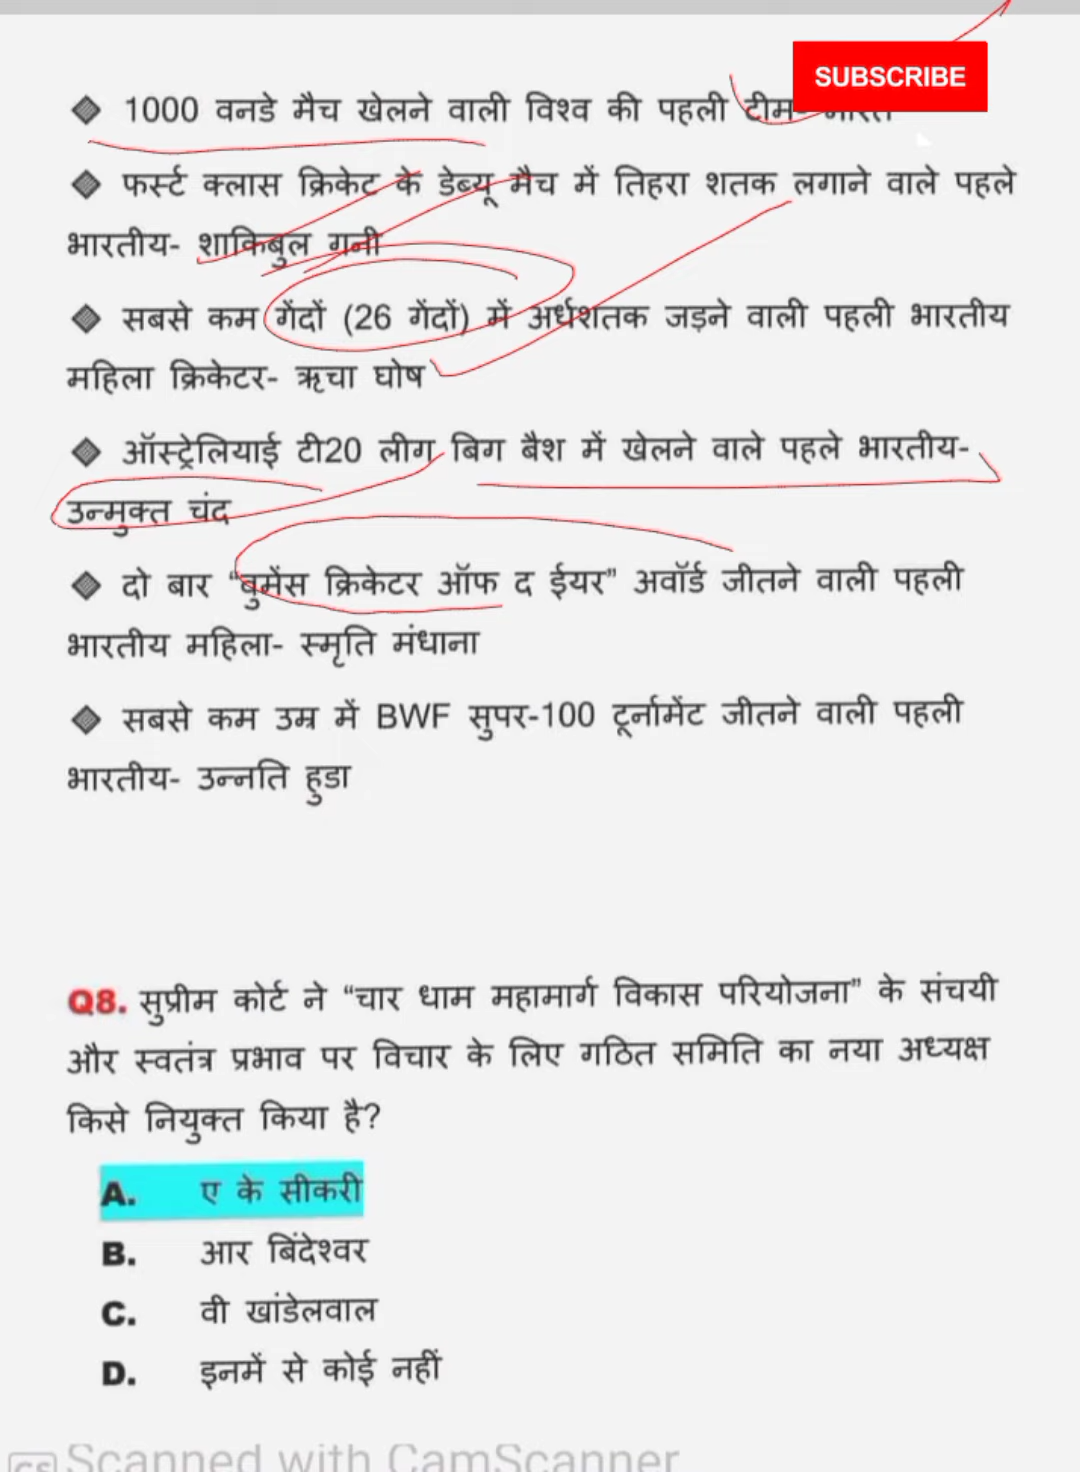 SUBSCRIBE
◈ 1000 वनडे मैच खेलने वाली विश्व की पहली टीम- भारत
◈ फर्स्ट क्लास क्रिकेट के डेब्यू मैच में तिहरा शतक लगाने वाले पहले
भारतीय- शाकिबुल गनी
◈ सबसे कम गेंदों (26 गेंदों) में अर्धशतक जड़ने वाली पहली भारतीय
महिला क्रिकेटर- ऋचा घोष
◈ ऑस्ट्रेलियाई टी20 लीग बिग बैश में खेलने वाले पहले भारतीय-
उन्मुक्त चंद
◈ दो बार “वुमेंस क्रिकेटर ऑफ द ईयर” अवॉर्ड जीतने वाली पहली
भारतीय महिला- स्मृति मंधाना
◈ सबसे कम उम्र में BWF सुपर-100 टूर्नामेंट जीतने वाली पहली
भारतीय- उन्नति हुडा
Q8. सुप्रीम कोर्ट ने “चार धाम महामार्ग विकास परियोजना” के संचयी
और स्वतंत्र प्रभाव पर विचार के लिए गठित समिति का नया अध्यक्ष
किसे नियुक्त किया है?
A. ए के सीकरी
B. आर बिंदेश्वर
C. वी खांडेलवाल
D. इनमें से कोई नहीं
CS Scanned with CamScanner